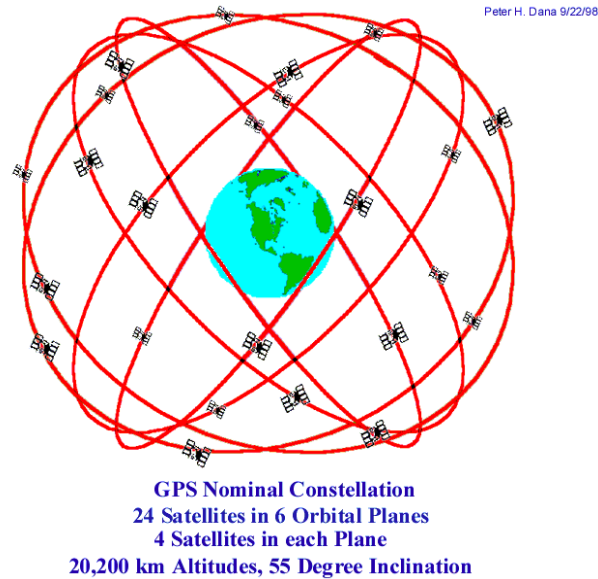 Peter H. Dana 9/22/98
GPS Nominal Constellation
24 Satellites in 6 Orbital Planes
4 Satellites in each Plane
20,200 km Altitudes, 55 Degree Inclination